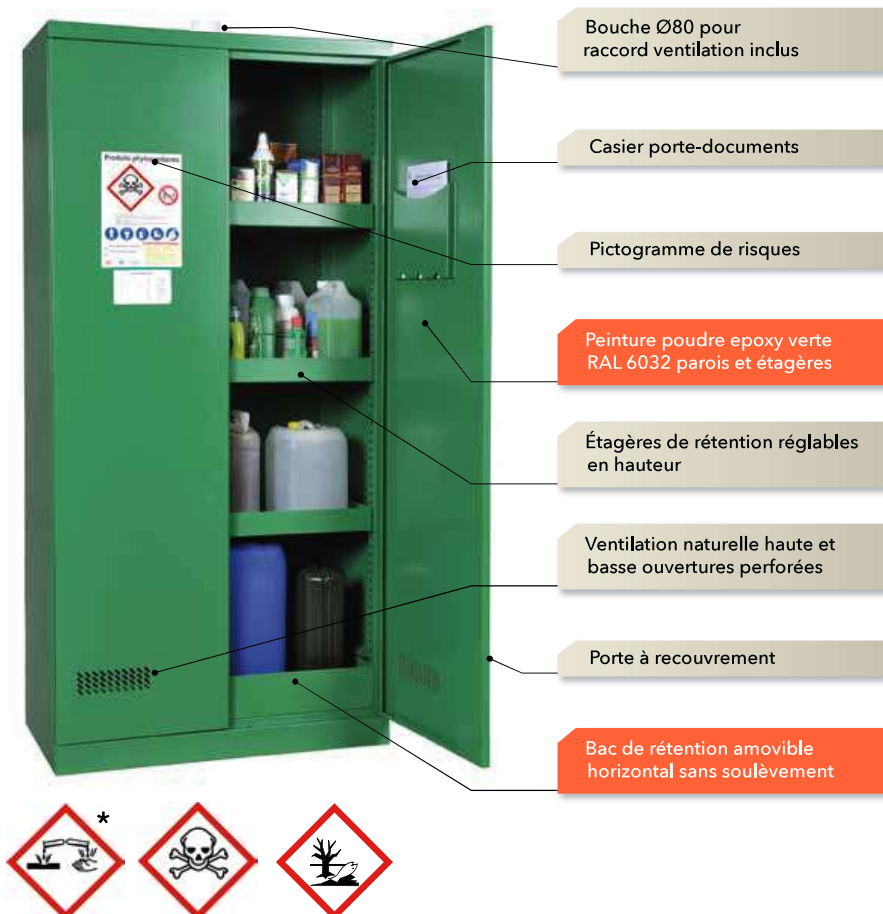 Bouche Ø80 pour
raccord ventilation inclus
Casier porte-documents
Produits phytosanitaires
Pictogramme de risques
Peinture poudre epoxy verte
RAL 6032 parois et étagères
Étagères de rétention réglables
en hauteur
Ventilation naturelle haute et
basse ouvertures perforées
Porte à recouvrement
Bac de rétention amovible
horizontal sans soulèvement
*